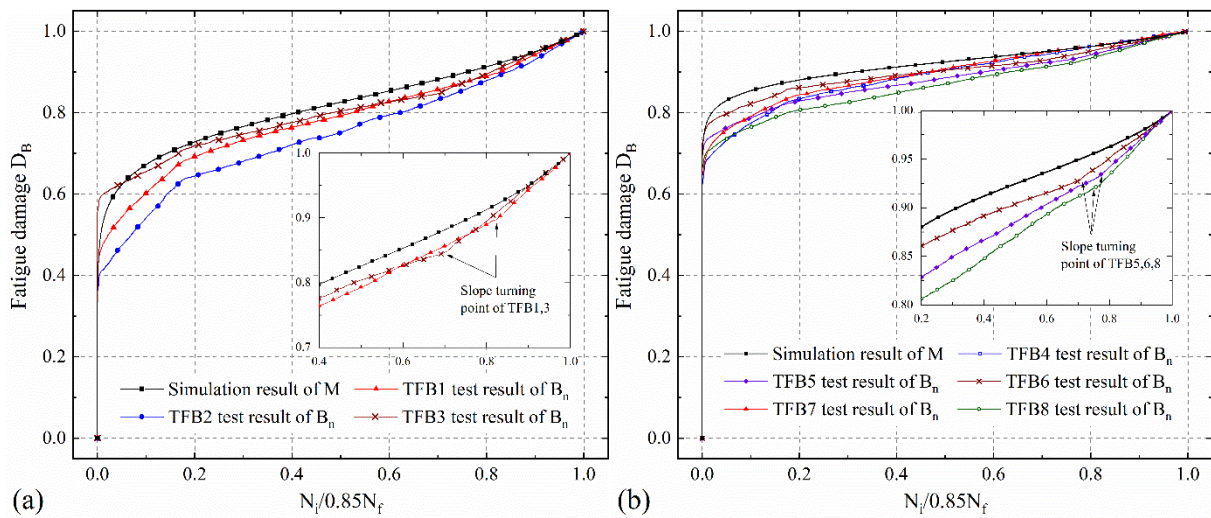 1.0
0.8
0.6
0.4
0.2
0.0
Fatigue damage D_B
1.0
0.9
0.8
0.7
0.4
0.6
0.8
1.0
Slope turning
point of TFB1,3
Simulation result of M
TFB1 test result of B_n
TFB2 test result of B_n
TFB3 test result of B_n
0.0
0.2
0.4
0.6
0.8
1.0
(a)
N_i/0.85N_f
1.0
0.8
0.6
0.4
0.2
0.0
Fatigue damage D_B
1.00
0.95
0.90
0.85
0.80
0.2
0.4
0.6
0.8
1.0
Slope turning
point of TFB5,6,8
Simulation result of M
TFB4 test result of B_n
TFB5 test result of B_n
TFB6 test result of B_n
TFB7 test result of B_n
TFB8 test result of B_n
0.0
0.2
0.4
0.6
0.8
1.0
(b)
N_i/0.85N_f